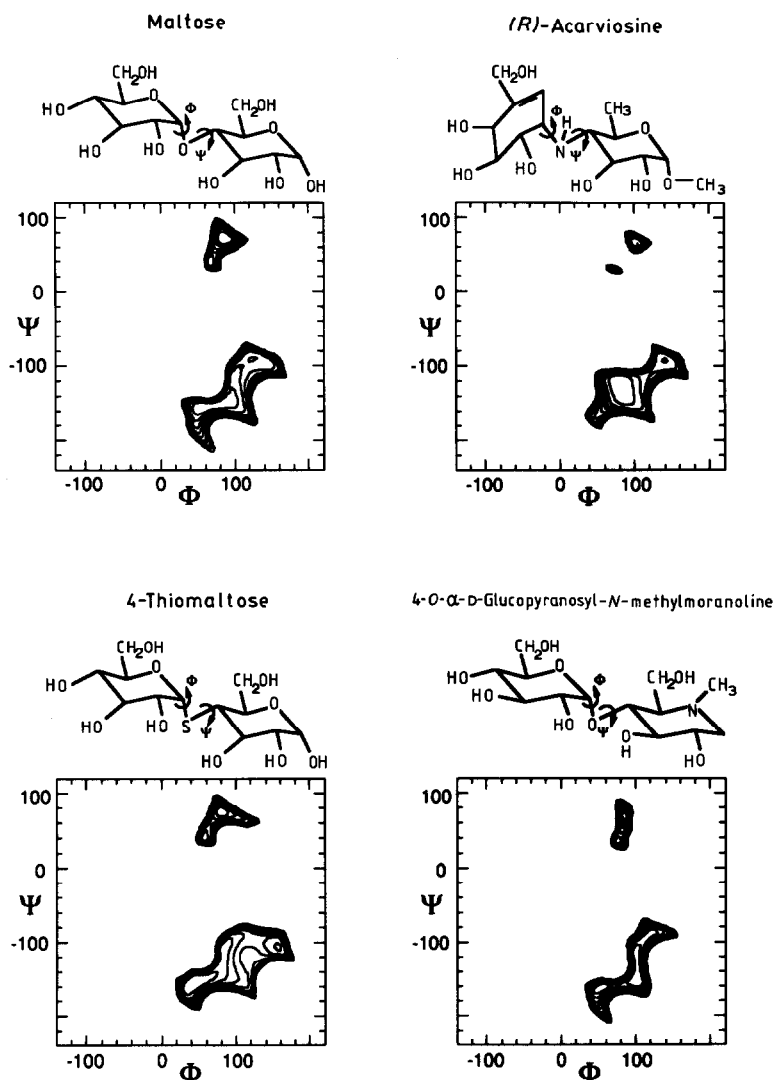 Maltose
(R)-Acarviosine
CH2OH
HO
O
Φ
HO
HO
O
Ψ
CH2OH
O
HO
HO
OH
CH2OH
HO
HO
HO
Φ
H
N
Ψ
CH3
O
HO
HO
O—CH3
100
0
Ψ
-100
-100
0
Φ
100
100
0
Ψ
-100
-100
0
Φ
100
4-Thiomaltose
4-O-α-D-Glucopyranosyl-N-methylmoranoline
CH2OH
HO
O
Φ
HO
HO
S
Ψ
CH2OH
O
HO
HO
OH
CH2OH
HO
O
Φ
HO
HO
O
Ψ
CH2OH
N
CH3
O
H
HO
100
0
Ψ
-100
-100
0
Φ
100
100
0
Ψ
-100
-100
0
Φ
100